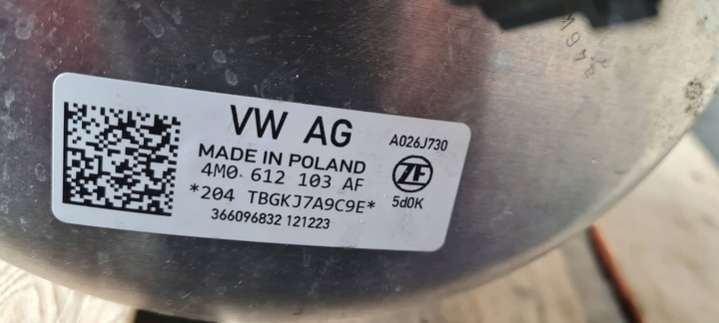 VW AG
A026J730
MADE IN POLAND
4M0 612 103 AF
ZF
*204 TBGKJ7A9C9E*
5d0K
366096832 121223